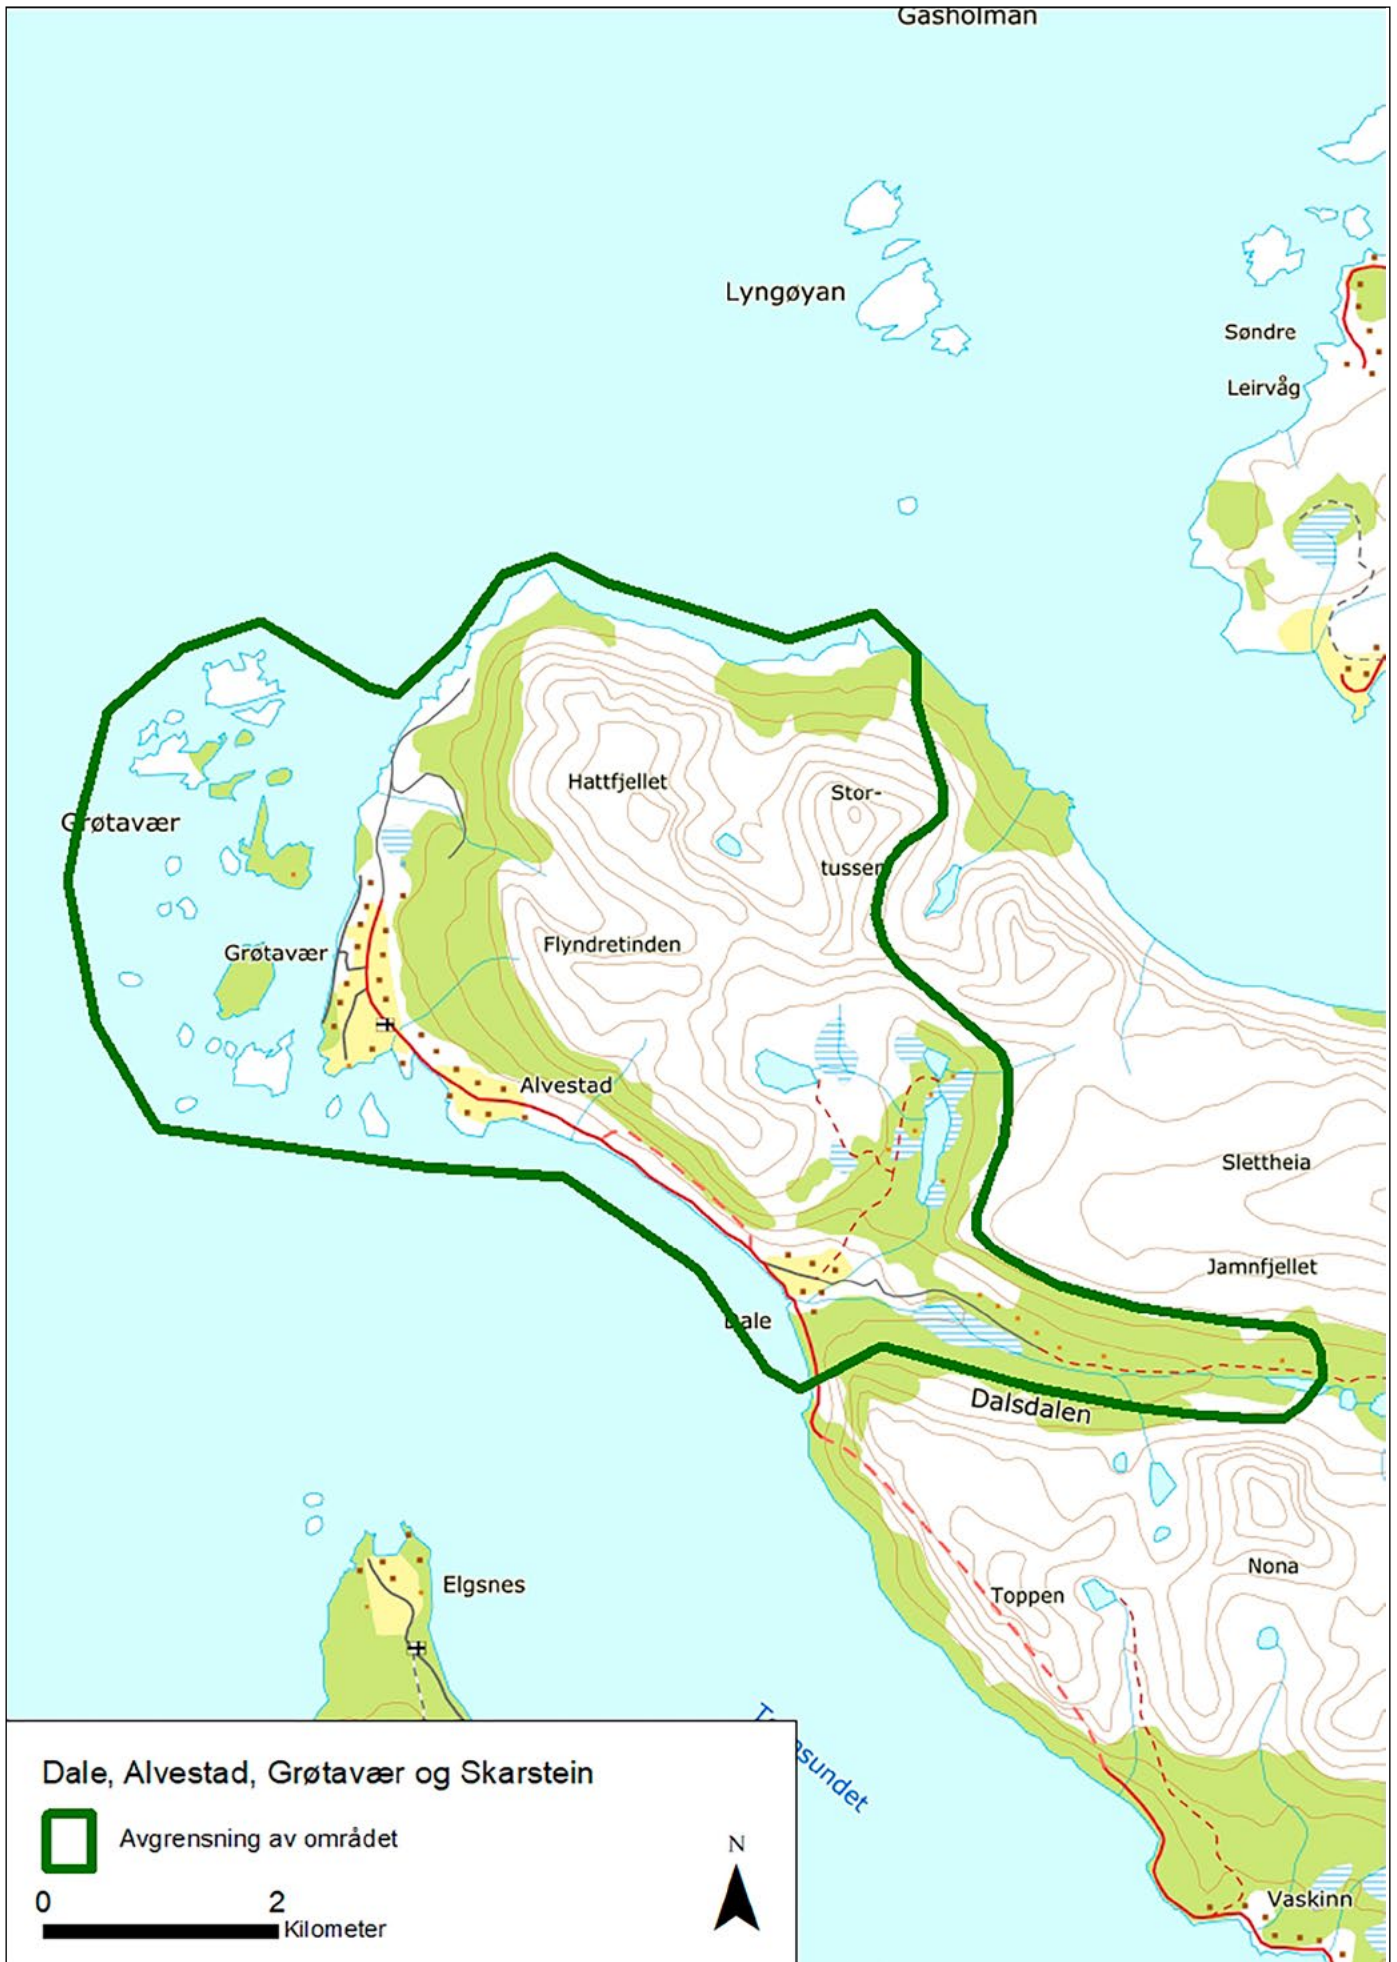 Gåsholman
Lyngøyan
Søndre
Leirvåg
Hattfjellet
Stor-
tussen
Grøtavær
Grøtavær
Flyndretinden
Alvestad
Slettheia
Jamnfjellet
Dale
Dalsdalen
Elgsnes
Toppen
Nona
Vaskinn
Dale, Alvestad, Grøtavær og Skarstein
Avgrensning av området
N
0 2
Kilometer